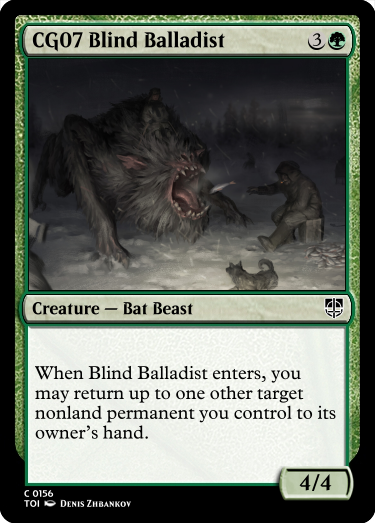 CG07 Blind Balladist
3
Creature — Bat Beast
When Blind Balladist enters, you
may return up to one other target
nonland permanent you control to its
owner's hand.
4/4
C 0156
TOI Denis Zhbankov